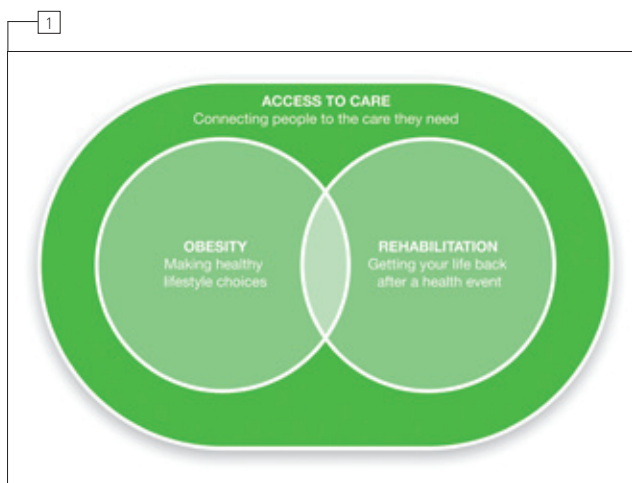 1
ACCESS TO CARE
Connecting people to the care they need
OBESITY
Making healthy
lifestyle choices
REHABILITATION
Getting your life back
after a health event